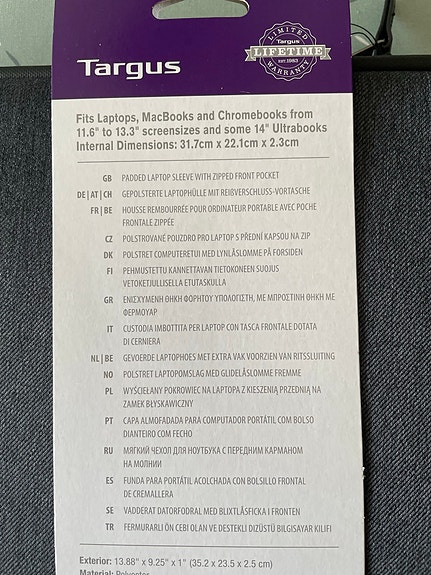 Targus
LIMITED
Targus
LIFETIME
EST. 1983
WARRANTY
Fits Laptops, MacBooks and Chromebooks from
11.6" to 13.3" screensizes and some 14" Ultrabooks
Internal Dimensions: 31.7cm x 22.1cm x 2.3cm
GB PADDED LAPTOP SLEEVE WITH ZIPPED FRONT POCKET
DE | AT | CH GEPOLSTERTE LAPTOPHÜLLE MIT REIßVERSCHLUSS-VORTASCHE
FR | BE HOUSSE REMBOURRÉE POUR ORDINATEUR PORTABLE AVEC POCHE
FRONTALE ZIPPÉE
CZ POLSTROVANÉ POUZDRO PRO LAPTOP S PŘEDNÍ KAPSOU NA ZIP
DK POLSTRET COMPUTERETUI MED LYNLÅSLOMME PÅ FORSIDEN
FI PEHMUSTETTU KANNETTAVAN TIETOKONEEN SUOJUS
VETOKETJULLISELLA ETUTASKULLA
GR ΕΝΙΣΧΥΜΕΝΗ ΘΗΚΗ ΦΟΡΗΤΟΥ ΥΠΟΛΟΓΙΣΤΗ, ΜΕ ΜΠΡΟΣΤΙΝΗ ΘΗΚΗ ΜΕ
ΦΕΡΜΟΥΑΡ
IT CUSTODIA IMBOTTITA PER LAPTOP CON TASCA FRONTALE DOTATA
DI CERNIERA
NL | BE GEVOERDE LAPTOPHOES MET EXTRA VAK VOORZIEN VAN RITSSLUITING
NO POLSTRET LAPTOPOMSLAG MED GLIDELÅSLOMME FREMME
PL WYŚCIEŁANY POKROWIEC NA LAPTOPA Z KIESZENIĄ PRZEDNIĄ NA
ZAMEK BŁYSKAWICZNY
PT CAPA ALMOFADADA PARA COMPUTADOR PORTÁTIL COM BOLSO
DIANTEIRO COM FECHO
RU МЯГКИЙ ЧЕХОЛ ДЛЯ НОУТБУКА С ПЕРЕДНИМ КАРМАНОМ
НА МОЛНИИ
ES FUNDA PARA PORTÁTIL ACOLCHADA CON BOLSILLO FRONTAL
DE CREMALLERA
SE VADDERAT DATORFODRAL MED BLIXTLÅSFICKA I FRONTEN
TR FERMUARLI ÖN CEBİ OLAN VE DESTEKLİ DİZÜSTÜ BİLGİSAYAR KILIFI
Exterior: 13.88" x 9.25" x 1" (35.2 x 23.5 x 2.5 cm)
Material: Polyester